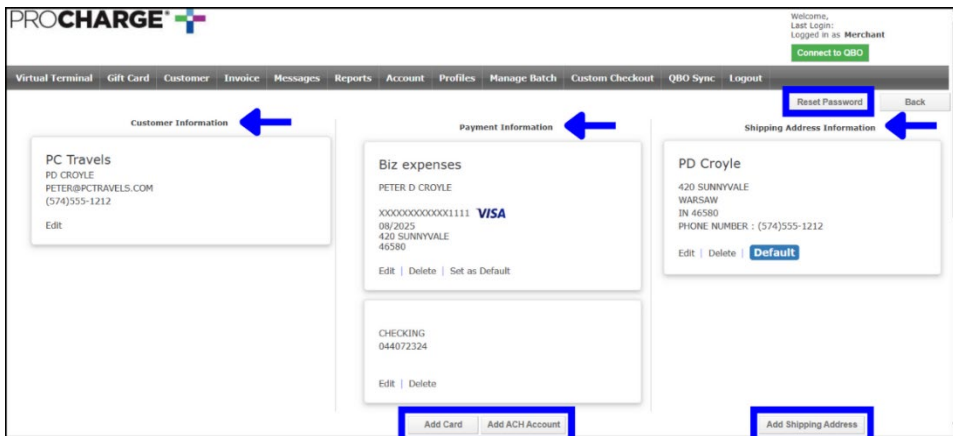 PROCHARGE®
Welcome,
Last Login:
Logged in as Merchant
Connect to QBO
Virtual Terminal Gift Card Customer Invoice Messages Reports Account Profiles Manage Batch Custom Checkout QBO Sync Logout
Reset Password Back
Customer Information
PC Travels
PD CROYLE
PETER@PCTRAVELS.COM
(574)555-1212
Edit
Payment Information
Biz expenses
PETER D CROYLE
XXXXXXXXXXXX1111 VISA
08/2025
420 SUNNYVALE
46580
Edit | Delete | Set as Default
CHECKING
044072324
Edit | Delete
Add Card Add ACH Account
Shipping Address Information
PD Croyle
420 SUNNYVALE
WARSAW
IN 46580
PHONE NUMBER : (574)555-1212
Edit | Delete | Default
Add Shipping Address